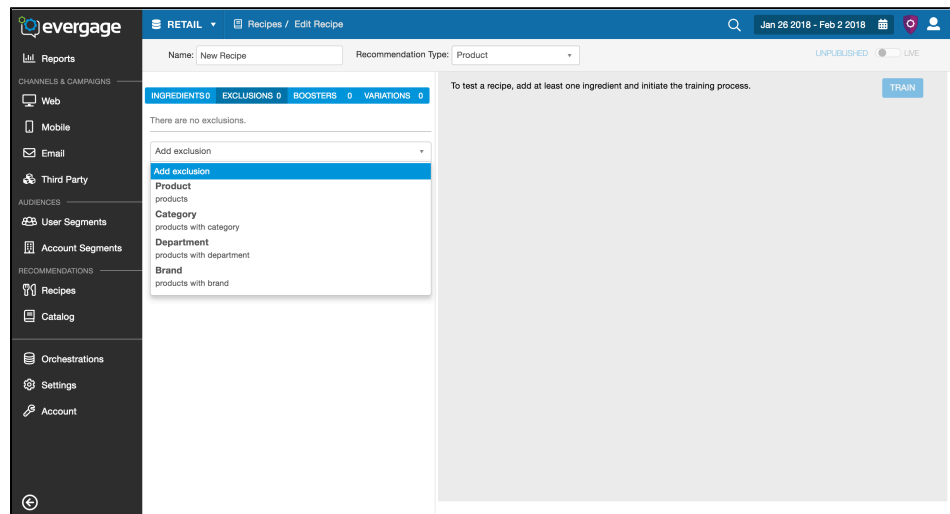 evergage
RETAIL
Recipes / Edit Recipe
Jan 26 2018 - Feb 2 2018
Reports
CHANNELS & CAMPAIGNS
Web
Mobile
Email
Third Party
AUDIENCES
User Segments
Account Segments
RECOMMENDATIONS
Recipes
Catalog
Orchestrations
Settings
Account
Name: New Recipe
Recommendation Type: Product
UNPUBLISHED LIVE
INGREDIENTS 0 EXCLUSIONS 0 BOOSTERS 0 VARIATIONS 0
There are no exclusions.
Add exclusion
Add exclusion
Product
products
Category
products with category
Department
products with department
Brand
products with brand
To test a recipe, add at least one ingredient and initiate the training process.
TRAIN